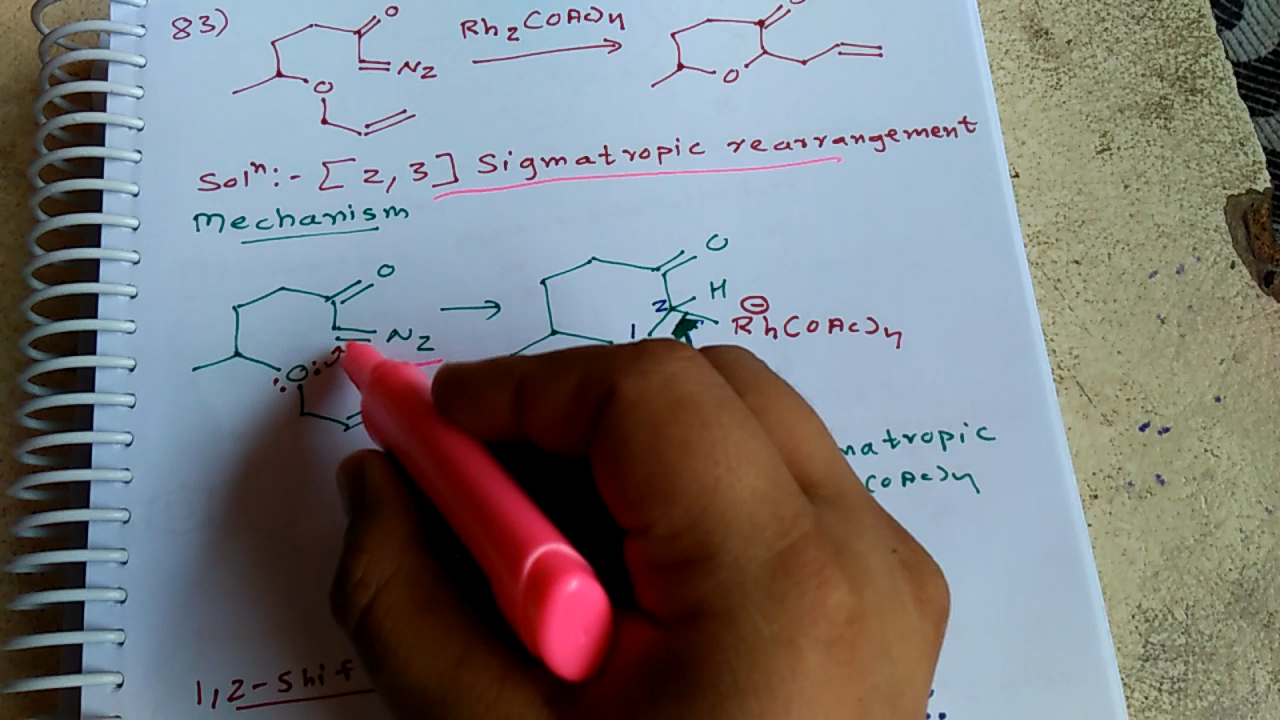 83) O Rh2(OAc)4 O
N2
O O
Solⁿ:- [2,3] Sigmatropic rearrangement
Mechanism
O O
H
2 ⊖
N2 1 Rh(OAc)4
O
matropic
(OAc)4
1,2-Shif